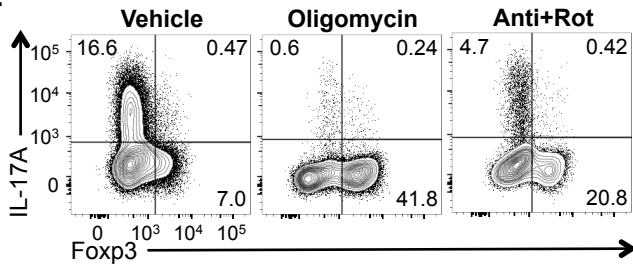 Vehicle Oligomycin Anti+Rot
16.6 0.47 0.6 0.24 4.7 0.42
10⁵
10⁴
10³
0
IL-17A
7.0 41.8 20.8
0 10³ 10⁴ 10⁵
Foxp3